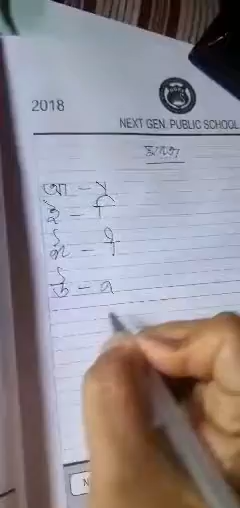 2018
NEXT GEN. PUBLIC SCHOOL
আ - া
ই - ি
ঈ - ী
উ - ু
N